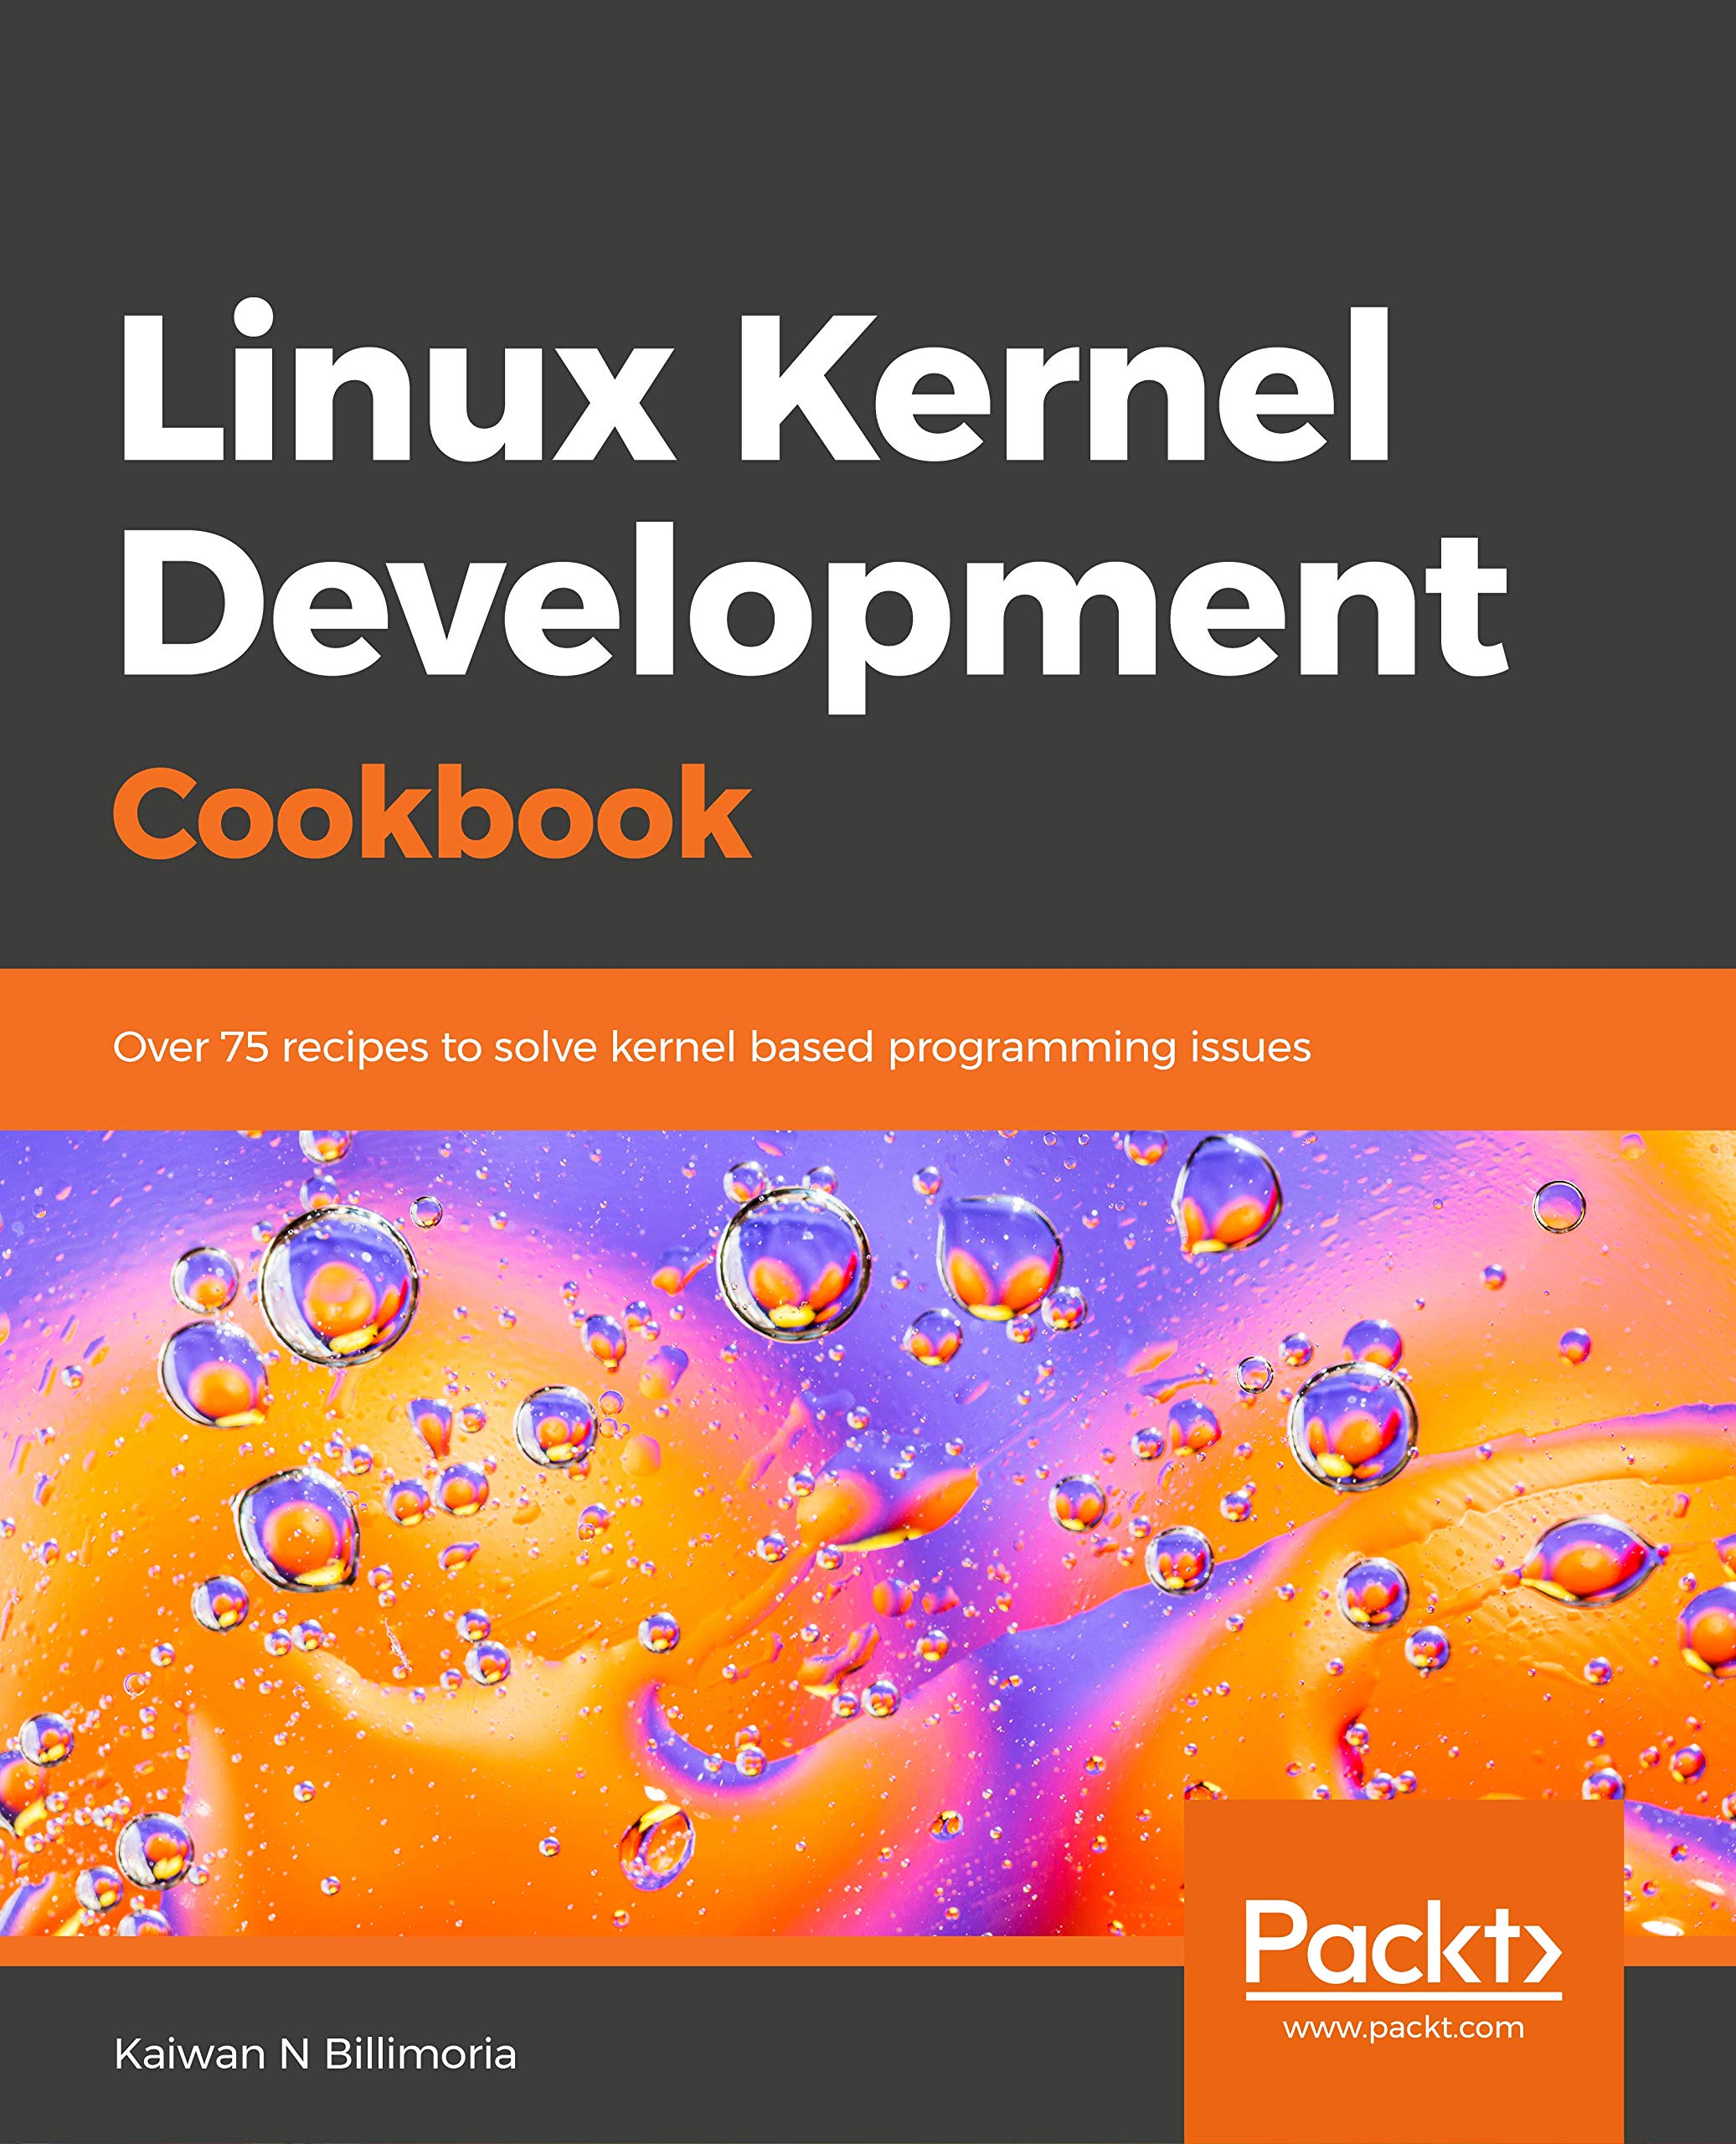 Linux Kernel
Development
Cookbook
Over 75 recipes to solve kernel based programming issues
Packt>
www.packt.com
Kaiwan N Billimoria